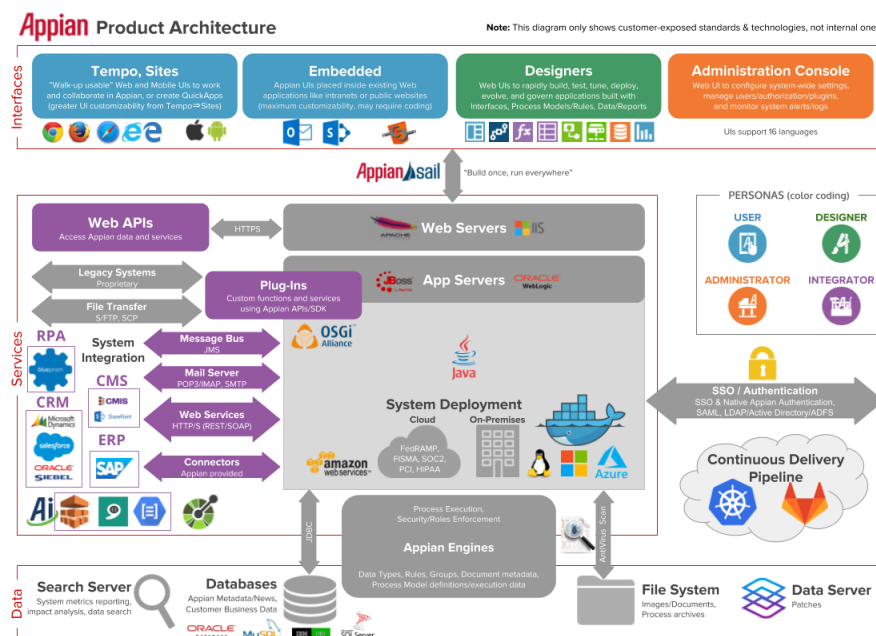 Appian Product Architecture
Note: This diagram only shows customer-exposed standards & technologies, not internal one
Interfaces
Tempo, Sites
"Walk-up usable" Web and Mobile UIs to work
and collaborate in Appian, or create QuickApps
(greater UI customizability from Tempo⇒Sites)
Embedded
Appian UIs placed inside existing Web
applications like intranets or public websites
(maximum customizability, may require coding)
Designers
Web UIs to rapidly build, test, tune, deploy,
evolve, and govern applications built with
Interfaces, Process Models/Rules, Data/Reports
Administration Console
Web UI to configure system-wide settings,
manage users/authorization/plugins,
and monitor system alerts/logs
UIs support 16 languages
Appian sail
"Build once, run everywhere"
Services
Web APIs
Access Appian data and services
HTTPS
APACHE
Web Servers
IIS
Legacy Systems
Proprietary
File Transfer
S/FTP, SCP
Plug-Ins
Custom functions and services
using Appian APIs/SDK
JBoss
App Servers
ORACLE
WebLogic
PERSONAS (color coding)
USER
DESIGNER
ADMINISTRATOR
INTEGRATOR
RPA
blueprism
System
Integration
Message Bus
JMS
Mail Server
POP3/IMAP, SMTP
Web Services
HTTP/S (REST/SOAP)
Connectors
Appian provided
CRM
Microsoft
Dynamics
salesforce
ORACLE
SIEBEL
CMS
CMIS
SharePoint
ERP
SAP
Ai
OSGi
Alliance
Java
System Deployment
Cloud
On-Premises
FedRAMP,
FISMA, SOC2,
PCI, HIPAA
amazon
webservices
docker
Azure
SSO / Authentication
SSO & Native Appian Authentication,
SAML, LDAP/Active Directory/ADFS
Continuous Delivery
Pipeline
JDBC
Process Execution,
Security/Roles Enforcement
Appian Engines
Data Types, Rules, Groups, Document metadata,
Process Model definitions/execution data
AntiVirus Scan
Data
Search Server
System metrics reporting,
impact analysis, data search
Databases
Appian Metadata/News,
Customer Business Data
ORACLE
MySQL
IBM
SQL Server
File System
Images/Documents,
Process archives
Data Server
Patches